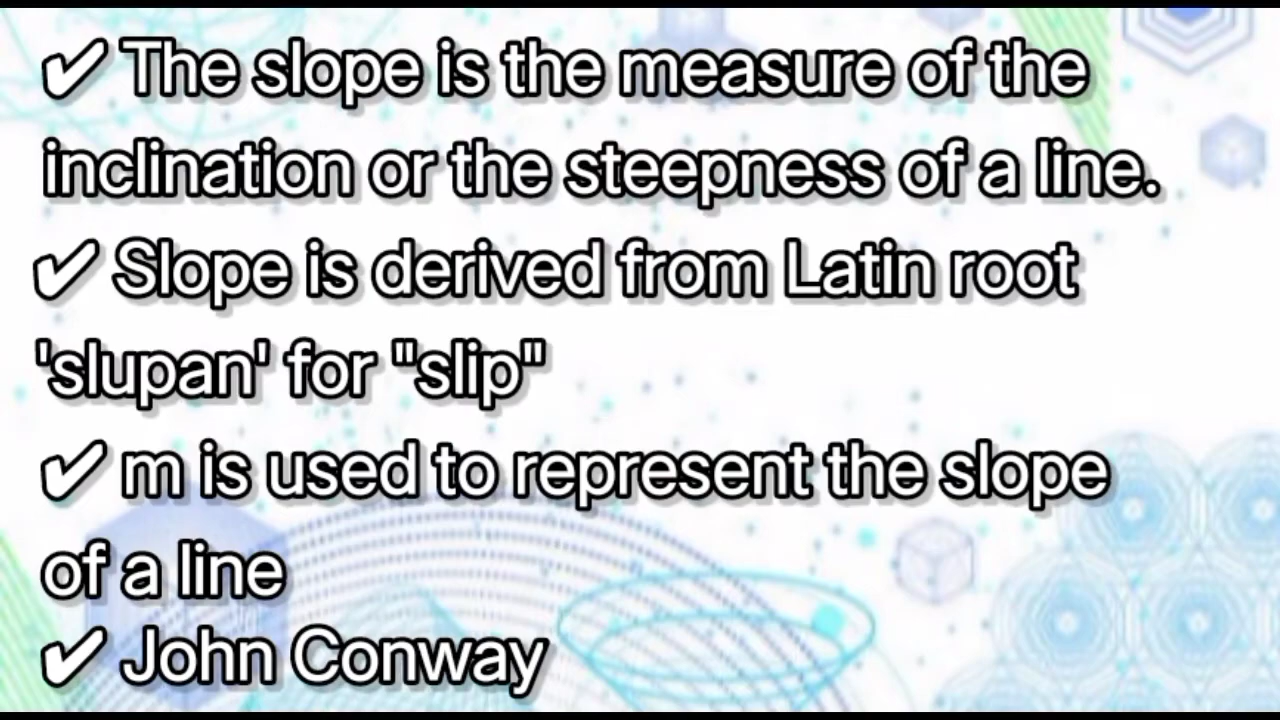 ✔ The slope is the measure of the
inclination or the steepness of a line.
✔ Slope is derived from Latin root
'slupan' for "slip"
✔ m is used to represent the slope
of a line
✔ John Conway